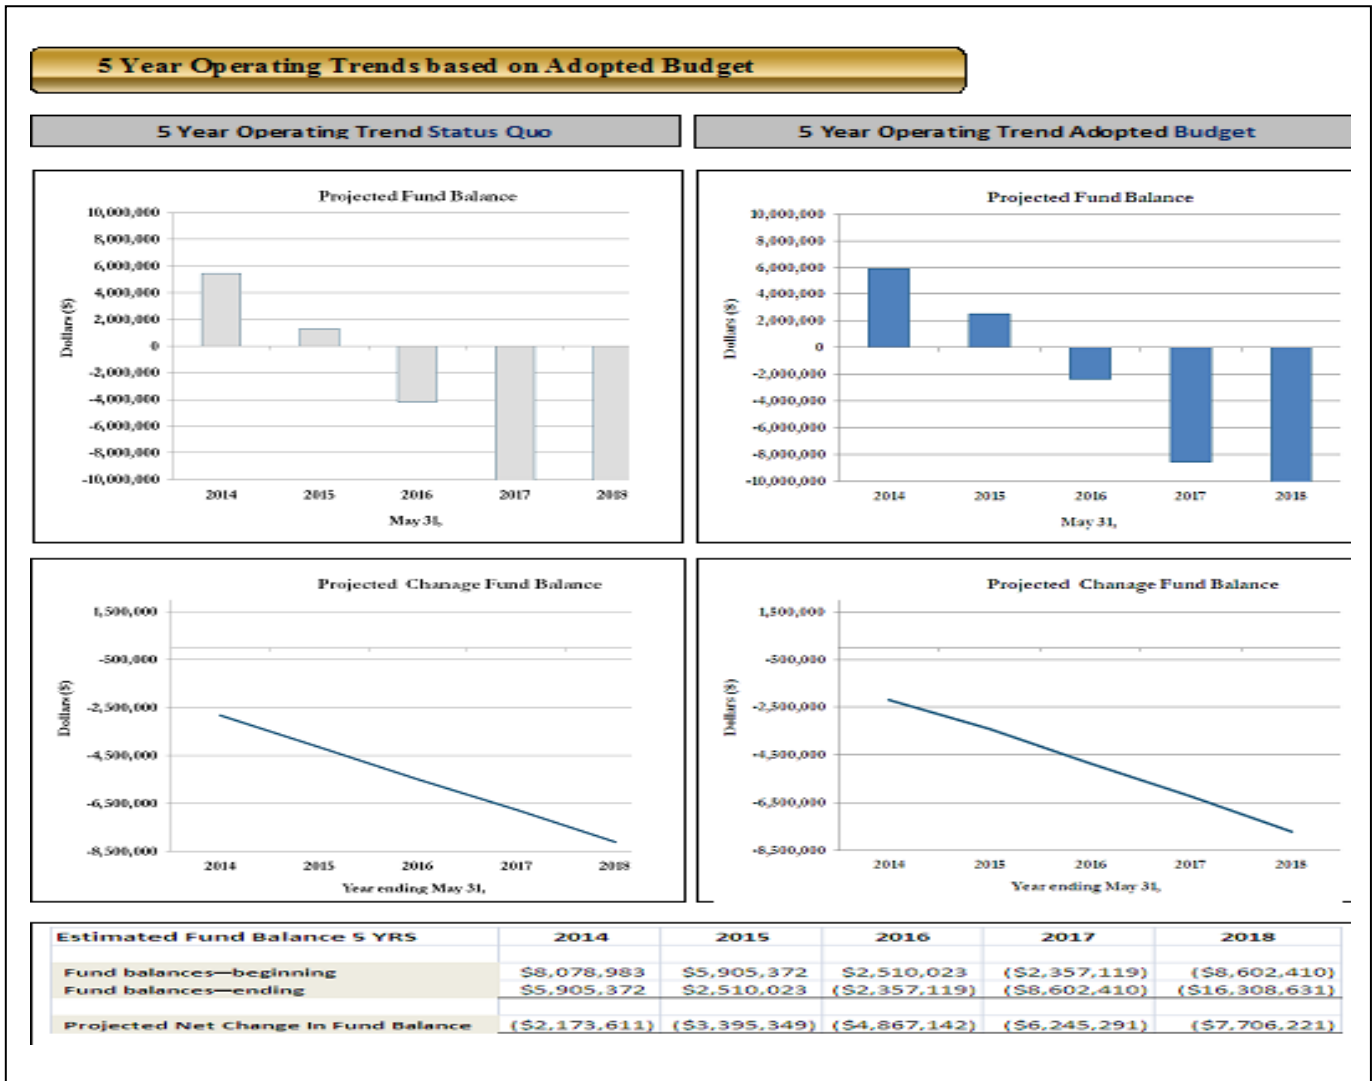 5 Year Operating Trends based on Adopted Budget
5 Year Operating Trend Status Quo
5 Year Operating Trend Adopted Budget
Projected Fund Balance
10,000,000
8,000,000
6,000,000
4,000,000
2,000,000
0
-2,000,000
-4,000,000
-6,000,000
-8,000,000
-10,000,000
Dollars ($)
2014 2015 2016 2017 2018
May 31,
Projected Fund Balance
10,000,000
8,000,000
6,000,000
4,000,000
2,000,000
0
-2,000,000
-4,000,000
-6,000,000
-8,000,000
-10,000,000
Dollars ($)
2014 2015 2016 2017 2018
May 31,
Projected Chanage Fund Balance
1,500,000
-500,000
-2,500,000
-4,500,000
-6,500,000
-8,500,000
Dollars ($)
2014 2015 2016 2017 2018
Year ending May 31,
Projected Chanage Fund Balance
1,500,000
-500,000
-2,500,000
-4,500,000
-6,500,000
-8,500,000
Dollars ($)
2014 2015 2016 2017 2018
Year ending May 31,
Estimated Fund Balance 5 YRS 2014 2015 2016 2017 2018
Fund balances—beginning $8,078,983 $5,905,372 $2,510,023 ($2,357,119) ($8,602,410)
Fund balances—ending $5,905,372 $2,510,023 ($2,357,119) ($8,602,410) ($16,308,631)
Projected Net Change In Fund Balance ($2,173,611) ($3,395,349) ($4,867,142) ($6,245,291) ($7,706,221)